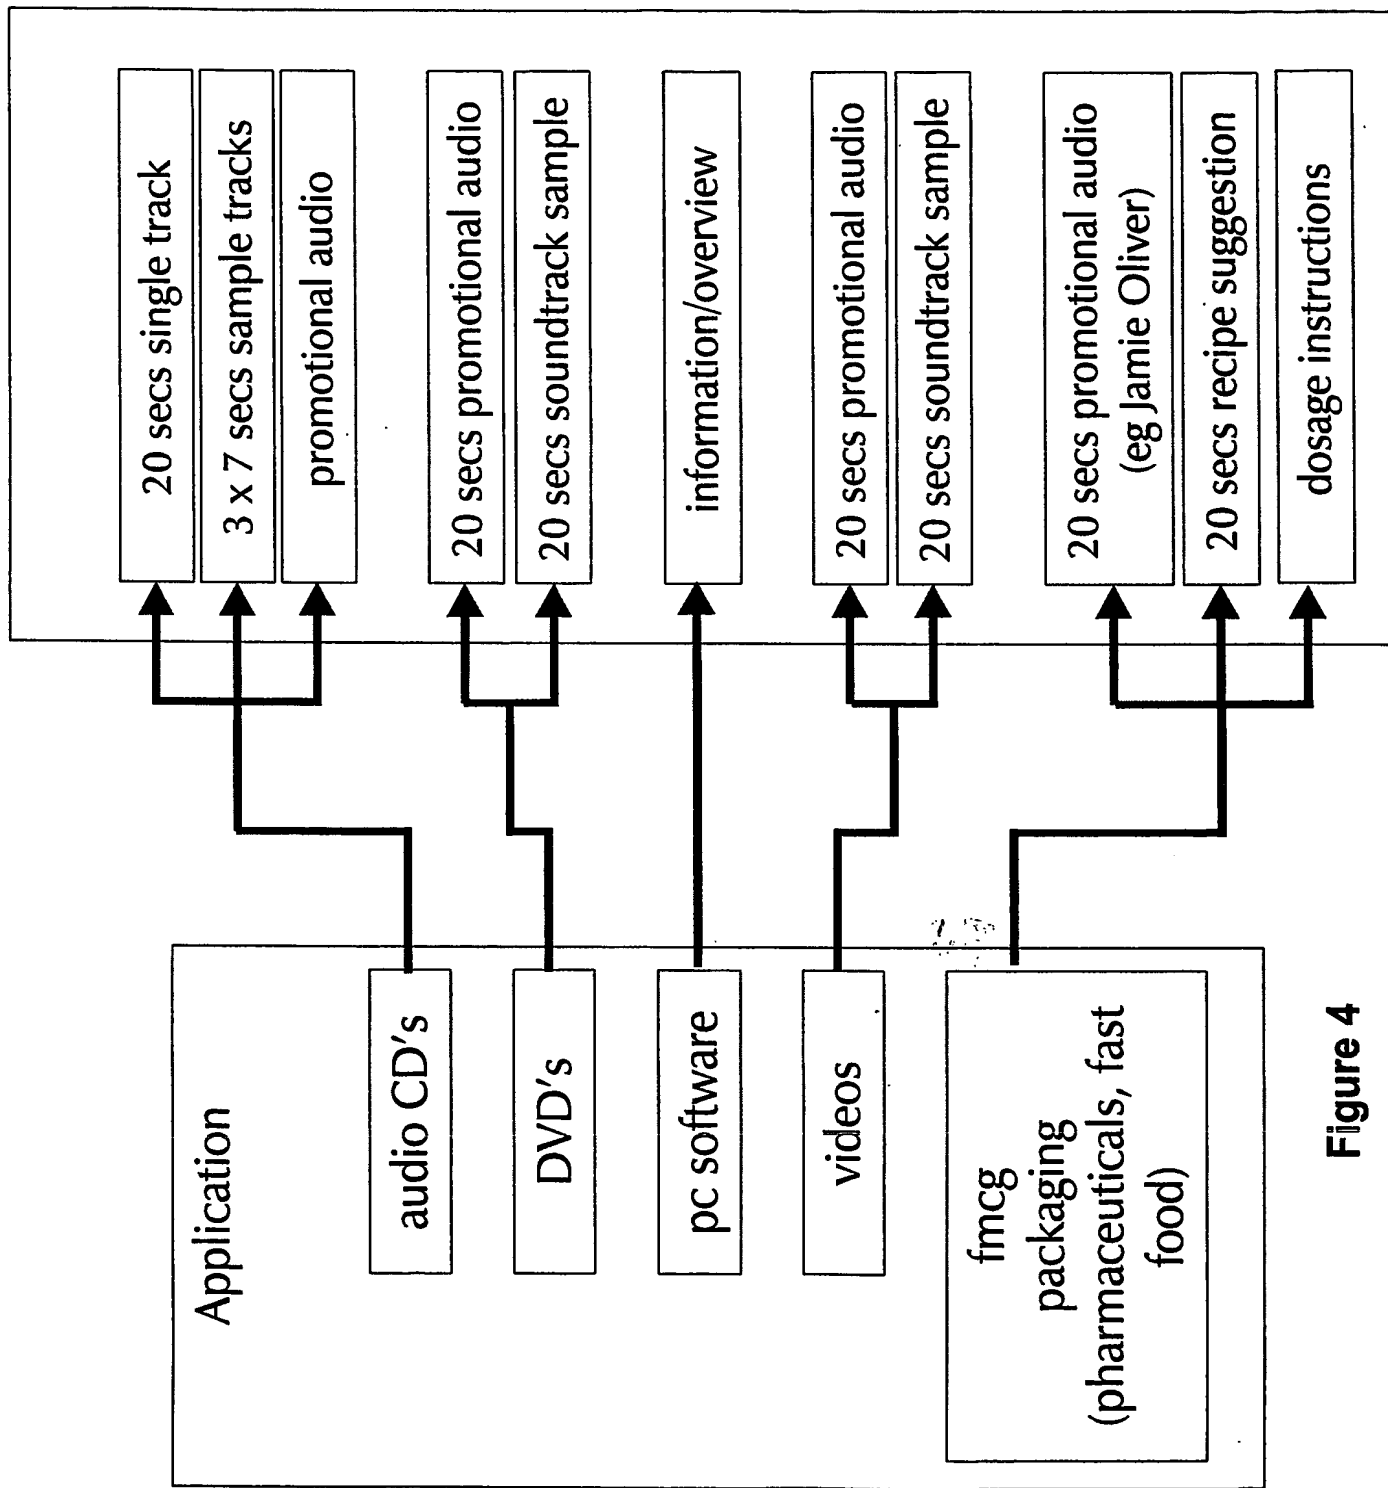 Application
audio CD's
DVD's
pc software
videos
fmcg
packaging
(pharmaceuticals, fast
food)
20 secs single track
3 x 7 secs sample tracks
promotional audio
20 secs promotional audio
20 secs soundtrack sample
information/overview
20 secs promotional audio
20 secs soundtrack sample
20 secs promotional audio
(eg Jamie Oliver)
20 secs recipe suggestion
dosage instructions
Figure 4